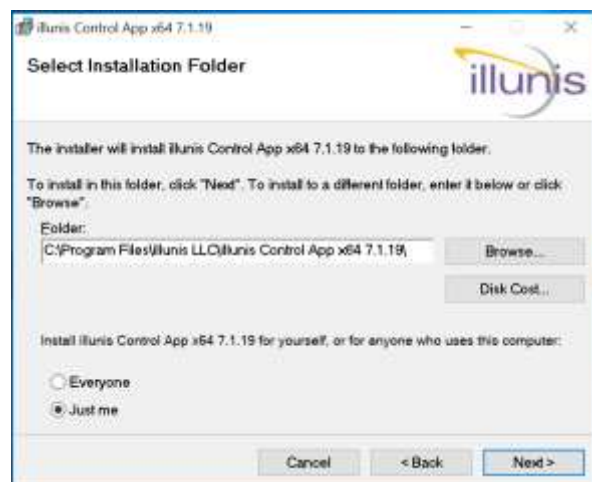 illunis Control App x64 7.1.19
Select Installation Folder
illunis
The installer will install illunis Control App x64 7.1.19 to the following folder.
To install in this folder, click "Next". To install to a different folder, enter it below or click
"Browse".
Folder:
C:\Program Files\illunis LLC\illunis Control App x64 7.1.19\
Browse...
Disk Cost...
Install illunis Control App x64 7.1.19 for yourself, or for anyone who uses this computer:
Everyone
Just me
Cancel
< Back
Next >